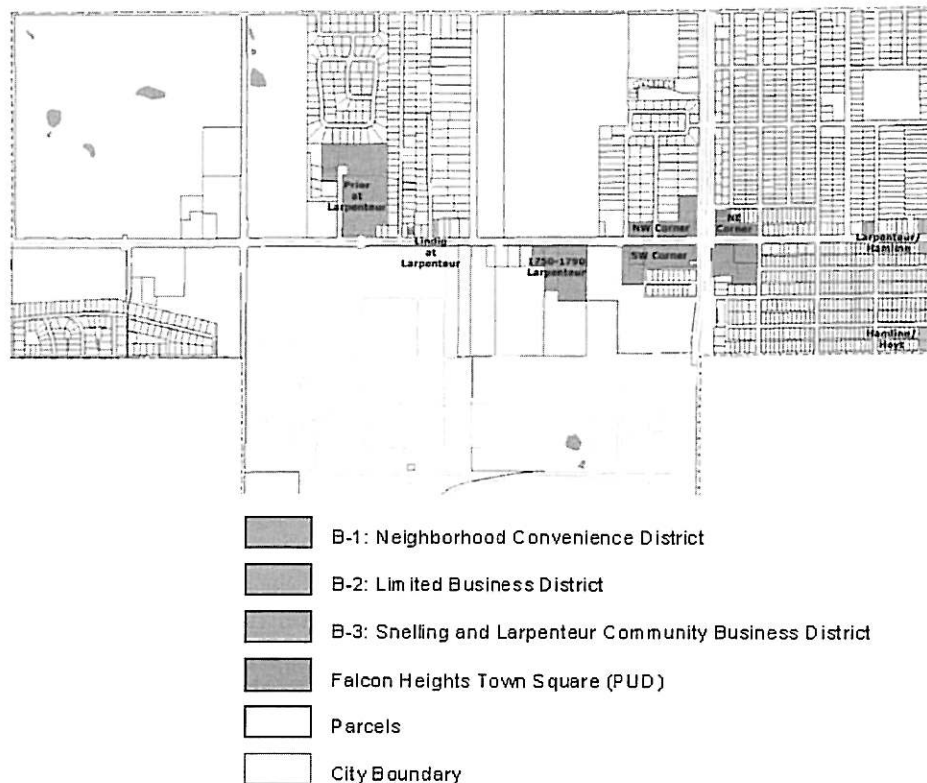 Prior
at
Larpenteur
Lindig
at
Larpenteur
1750-1790
Larpenteur
NW Corner
SW Corner
NE
Corner
Larpenteur/
Hamline
Hamline/
Hoyt
B-1: Neighborhood Convenience District
B-2: Limited Business District
B-3: Snelling and Larpenteur Community Business District
Falcon Heights Town Square (PUD)
Parcels
City Boundary